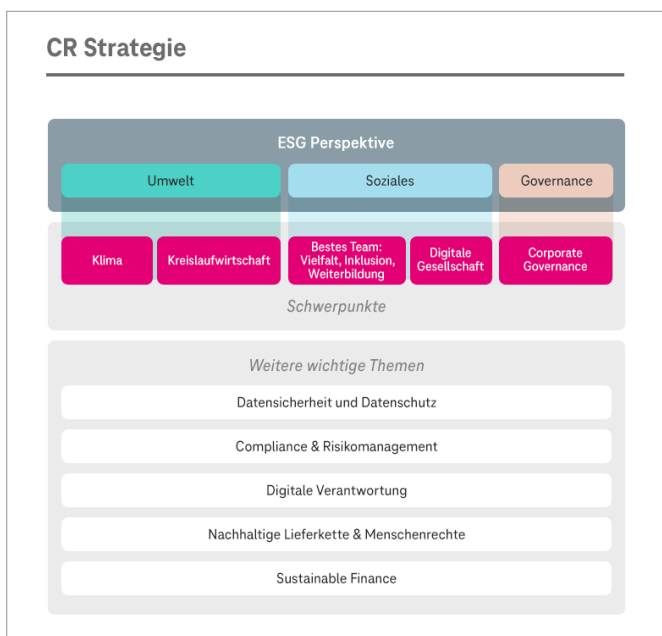 CR Strategie
ESG Perspektive
Umwelt
Soziales
Governance
Klima
Kreislaufwirtschaft
Bestes Team:
Vielfalt, Inklusion,
Weiterbildung
Digitale
Gesellschaft
Corporate
Governance
Schwerpunkte
Weitere wichtige Themen
Datensicherheit und Datenschutz
Compliance & Risikomanagement
Digitale Verantwortung
Nachhaltige Lieferkette & Menschenrechte
Sustainable Finance